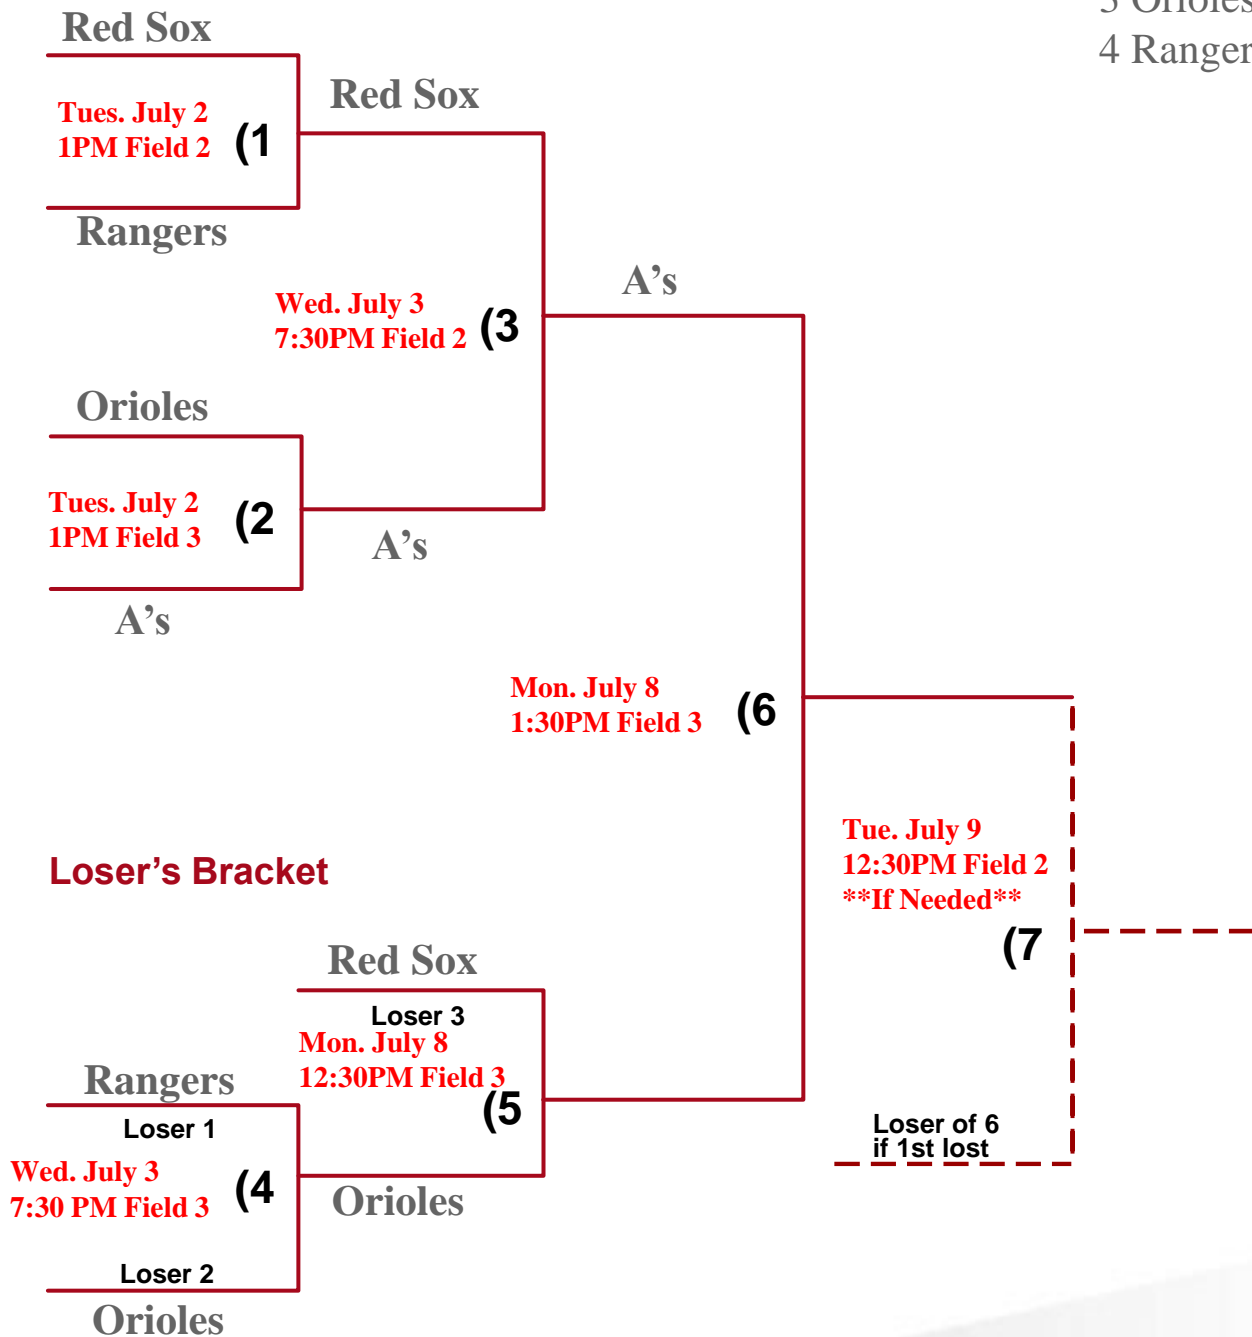 3 Orioles
4 Ranger
Red Sox
Tues. July 2
1PM Field 2
(1
Red Sox
Rangers
Wed. July 3
7:30PM Field 2
(3
A’s
Orioles
Tues. July 2
1PM Field 3
(2
A’s
A’s
Mon. July 8
1:30PM Field 3
(6
Tue. July 9
12:30PM Field 2
**If Needed**
(7
Loser’s Bracket
Red Sox
Loser 3
Mon. July 8
12:30PM Field 3
(5
Rangers
Loser 1
Wed. July 3
7:30 PM Field 3
(4
Orioles
Loser 2
Orioles
Loser of 6
if 1st lost